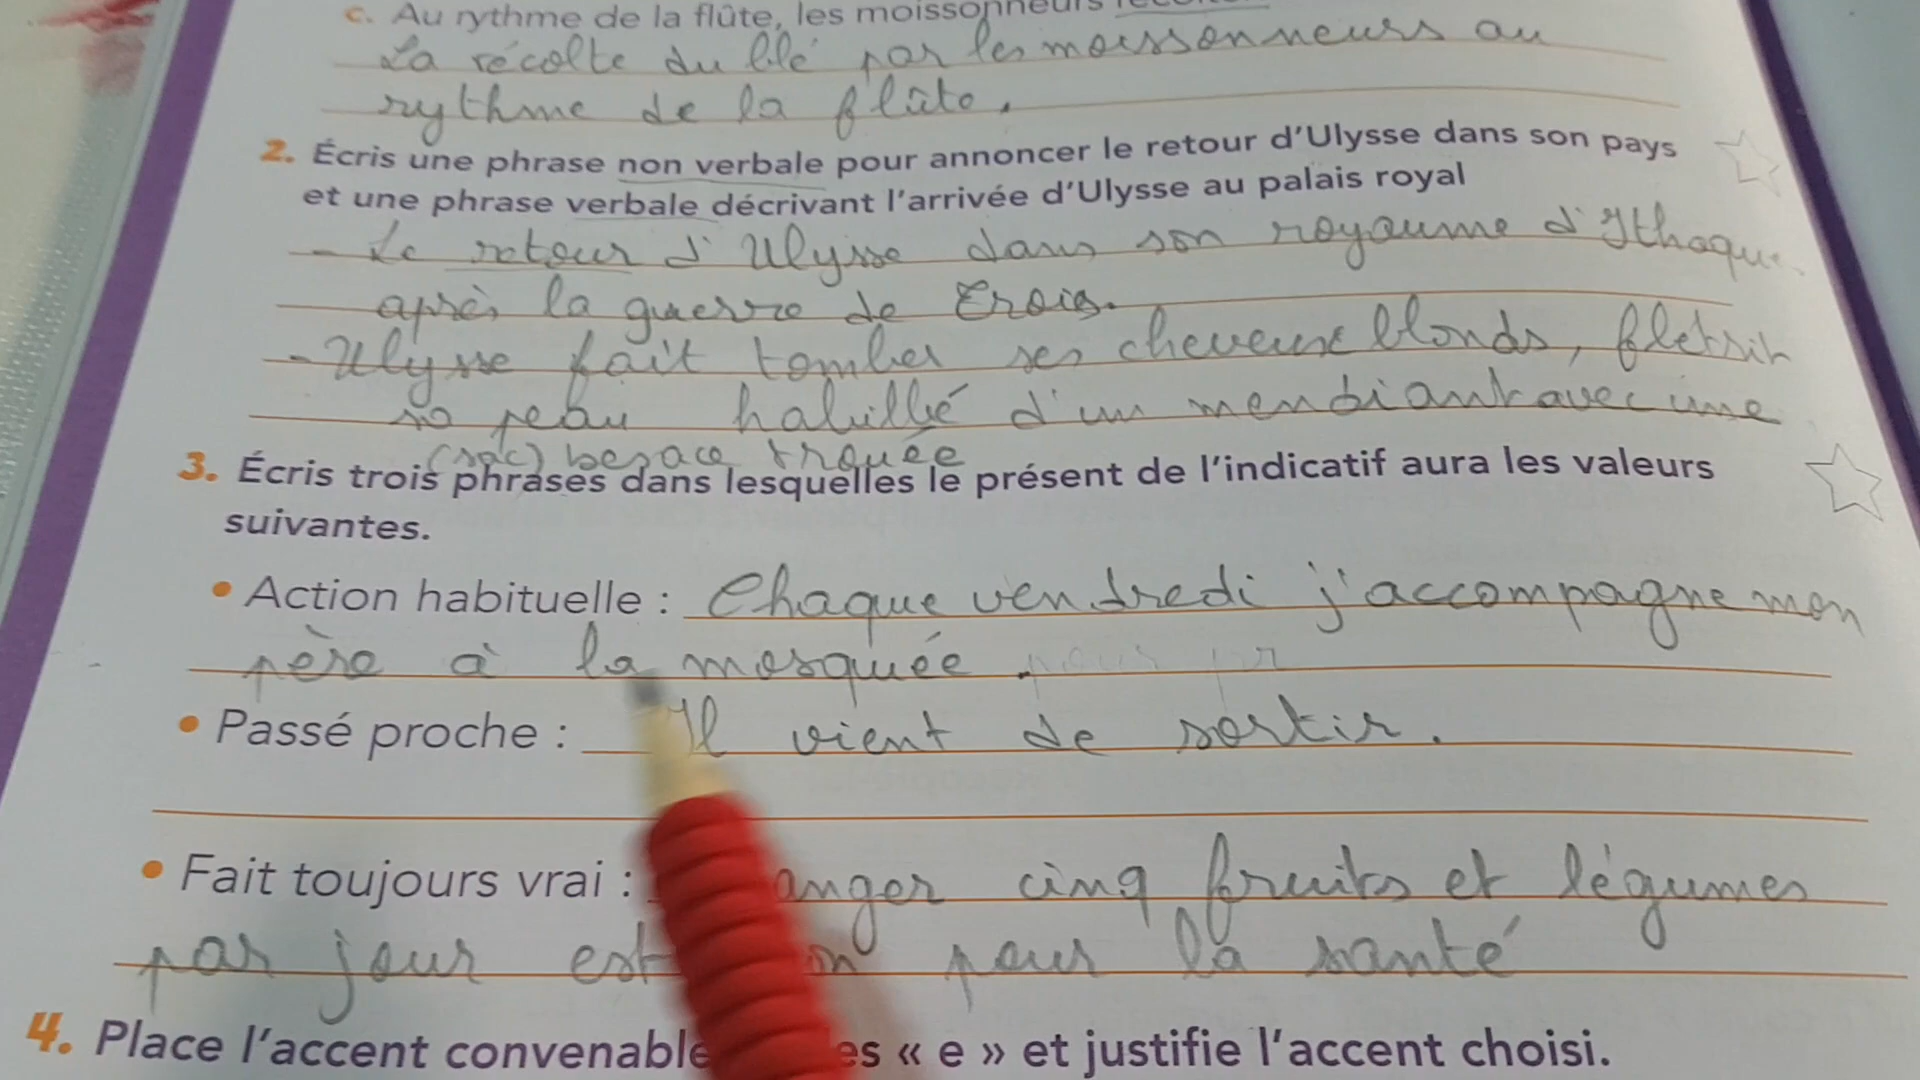 c. Au rythme de la flûte, les moissonneurs
La récolte du blé par les moissonneurs au
rythme de la flûte.
2. Écris une phrase non verbale pour annoncer le retour d'Ulysse dans son pays
et une phrase verbale décrivant l'arrivée d'Ulysse au palais royal
- Le retour d'Ulysse dans son royaume d'Ithaque
après la guerre de Troie.
- Ulysse fait tomber ses cheveux blonds, flétrir
sa peau habillé d'un mendiant avec une
(sac) besace trouée
3. Écris trois phrases dans lesquelles le présent de l'indicatif aura les valeurs
suivantes.
• Action habituelle : Chaque vendredi j'accompagne mon
père à la mosquée.
• Passé proche : Il vient de sortir.
• Fait toujours vrai : anger cinq fruits et légumes
par jour est pour la santé
4. Place l'accent convenable es « e » et justifie l'accent choisi.